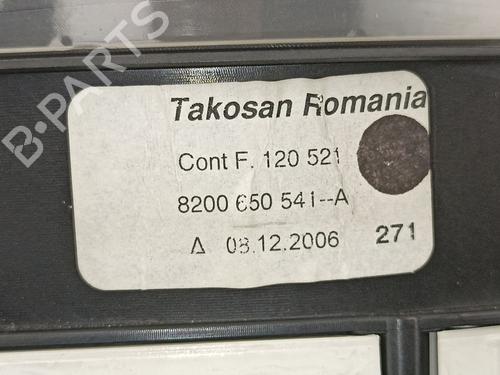 B-PARTS
Takosan Romania
Cont F. 120 521
8200 650 541--A
Δ 08.12.2006 271